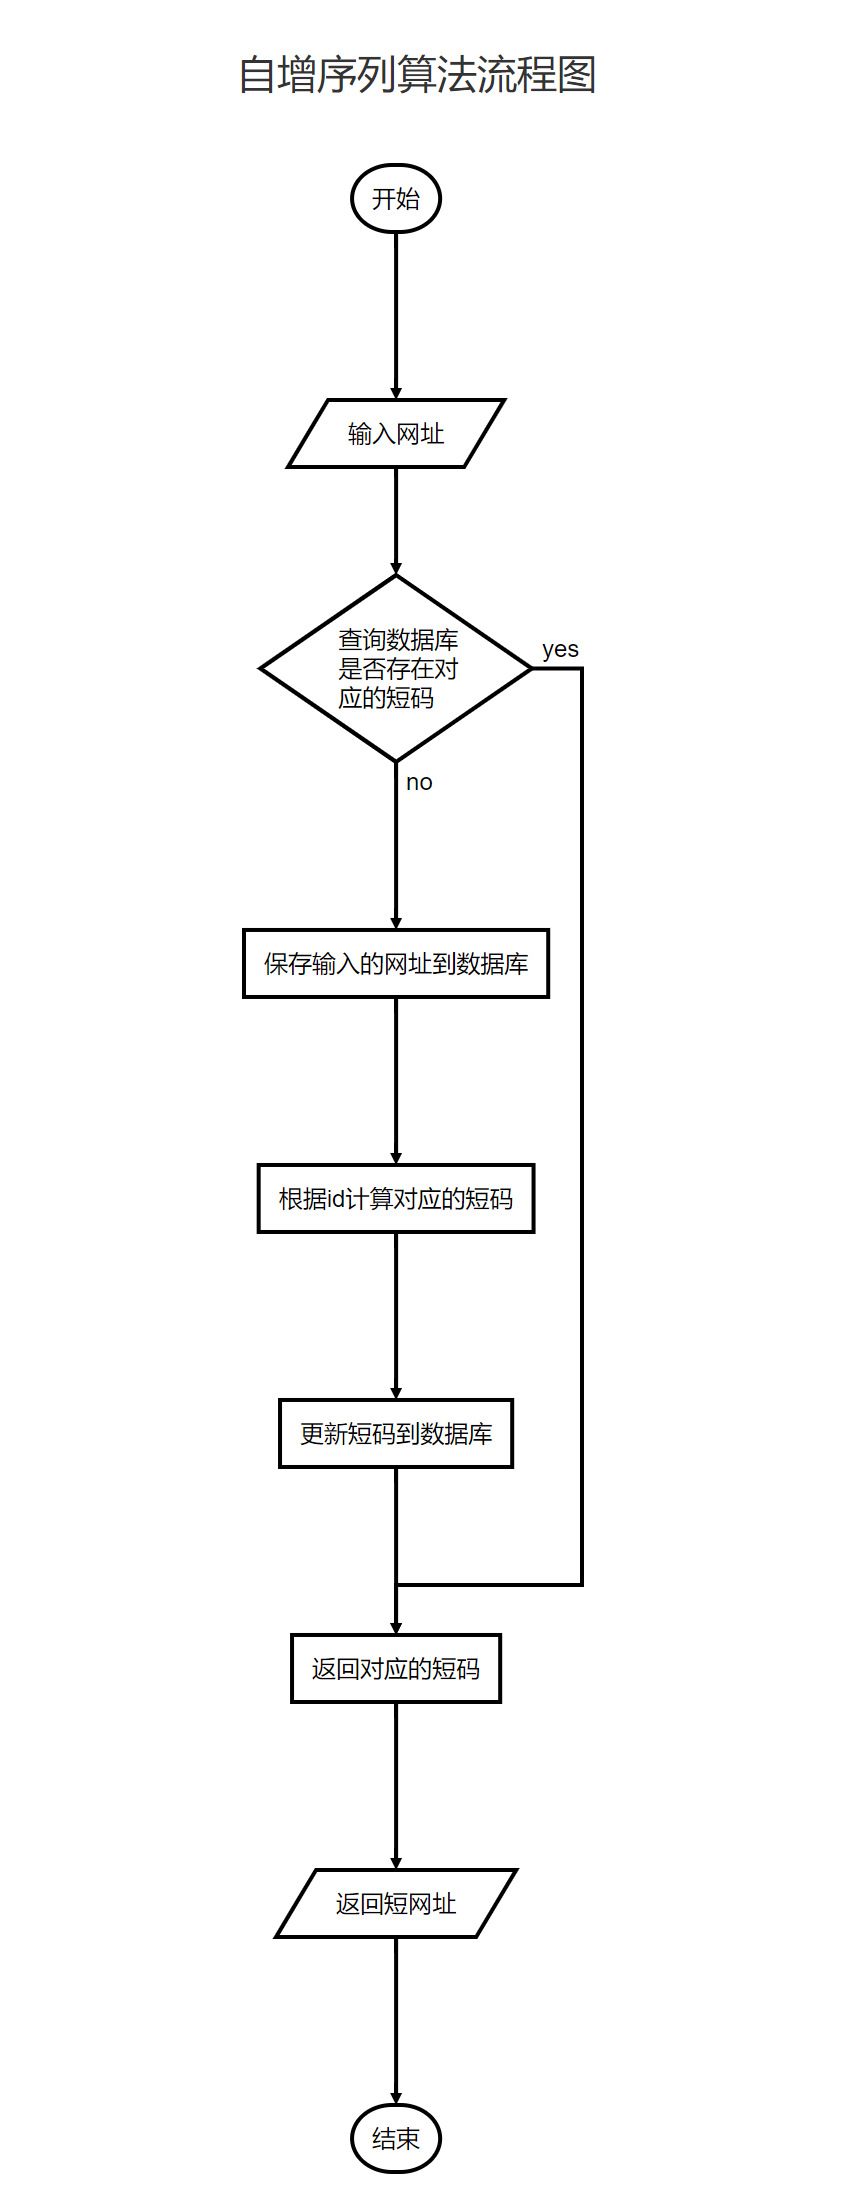 自增序列算法流程图
开始
输入网址
查询数据库
是否存在对
应的短码
yes
no
保存输入的网址到数据库
根据id计算对应的短码
更新短码到数据库
返回对应的短码
返回短网址
结束